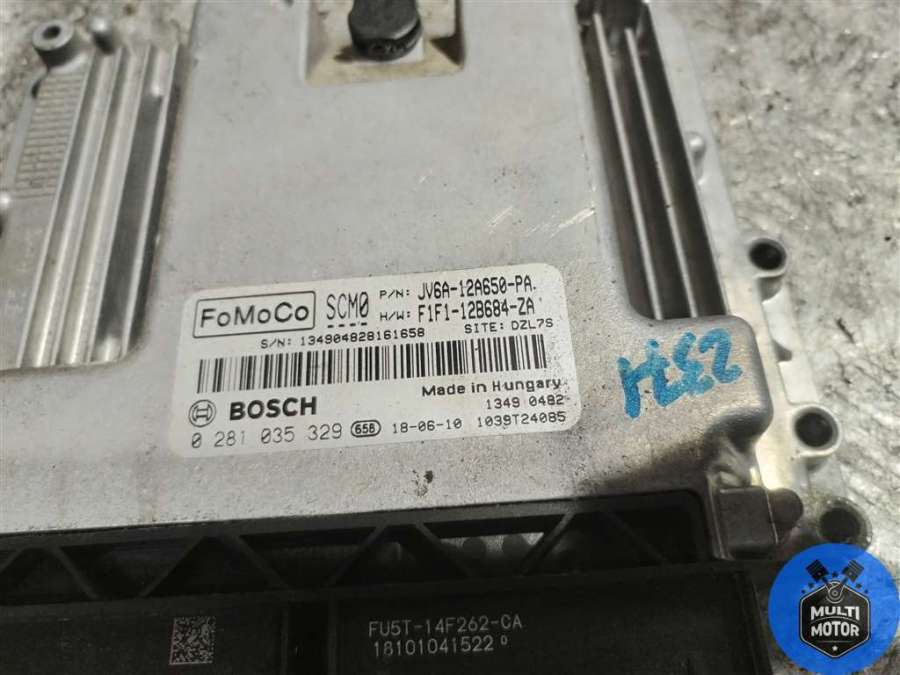 FoMoCo SCM0 P/N: JV6A-12A650-PA
H/W: F1F1-12B684-ZA
S/N: 134904828161658 SITE: DZL7S
Made in Hungary
BOSCH 1349 0482
0 281 035 329 658 18-06-10 1039T24085
FU5T-14F262-CA
18101041522 D
MULTI
MOTOR